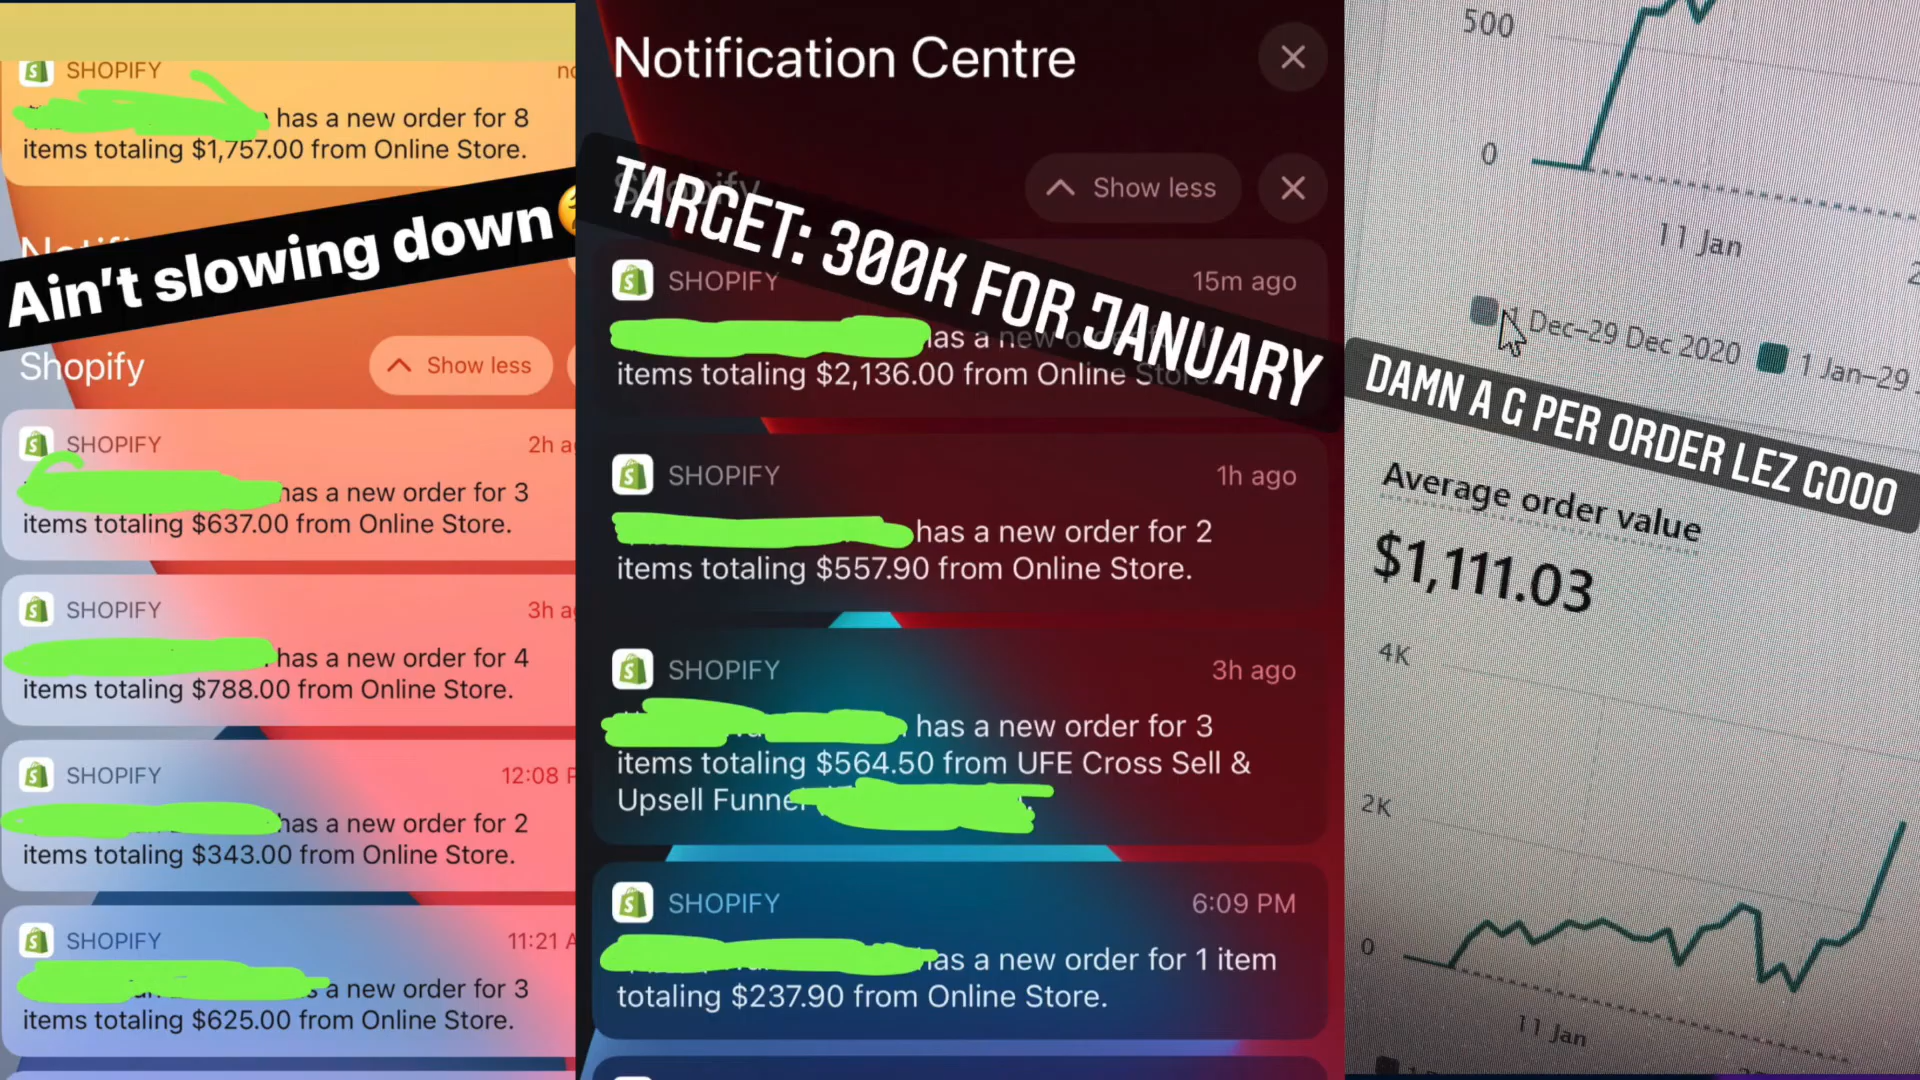 SHOPIFY
has a new order for 8
items totaling $1,757.00 from Online Store.
Ain't slowing down
Shopify
Show less
SHOPIFY
has a new order for 3
items totaling $637.00 from Online Store.
SHOPIFY
has a new order for 4
items totaling $788.00 from Online Store.
SHOPIFY
12:08
has a new order for 2
items totaling $343.00 from Online Store.
SHOPIFY
11:21 A
a new order for 3
items totaling $625.00 from Online Store.
Notification Centre
Show less
TARGET: 300K FOR JANUARY
SHOPIFY
15m ago
as a new
items totaling $2,136.00 from Online Store.
SHOPIFY
1h ago
has a new order for 2
items totaling $557.90 from Online Store.
SHOPIFY
3h ago
has a new order for 3
items totaling $564.50 from UFE Cross Sell &
Upsell Funnel
SHOPIFY
6:09 PM
has a new order for 1 item
totaling $237.90 from Online Store.
500
0
11 Jan
1 Dec–29 Dec 2020
1 Jan–29
DAMN A G PER ORDER LEZ GOOO
Average order value
$1,111.03
4K
2K
0
11 Jan